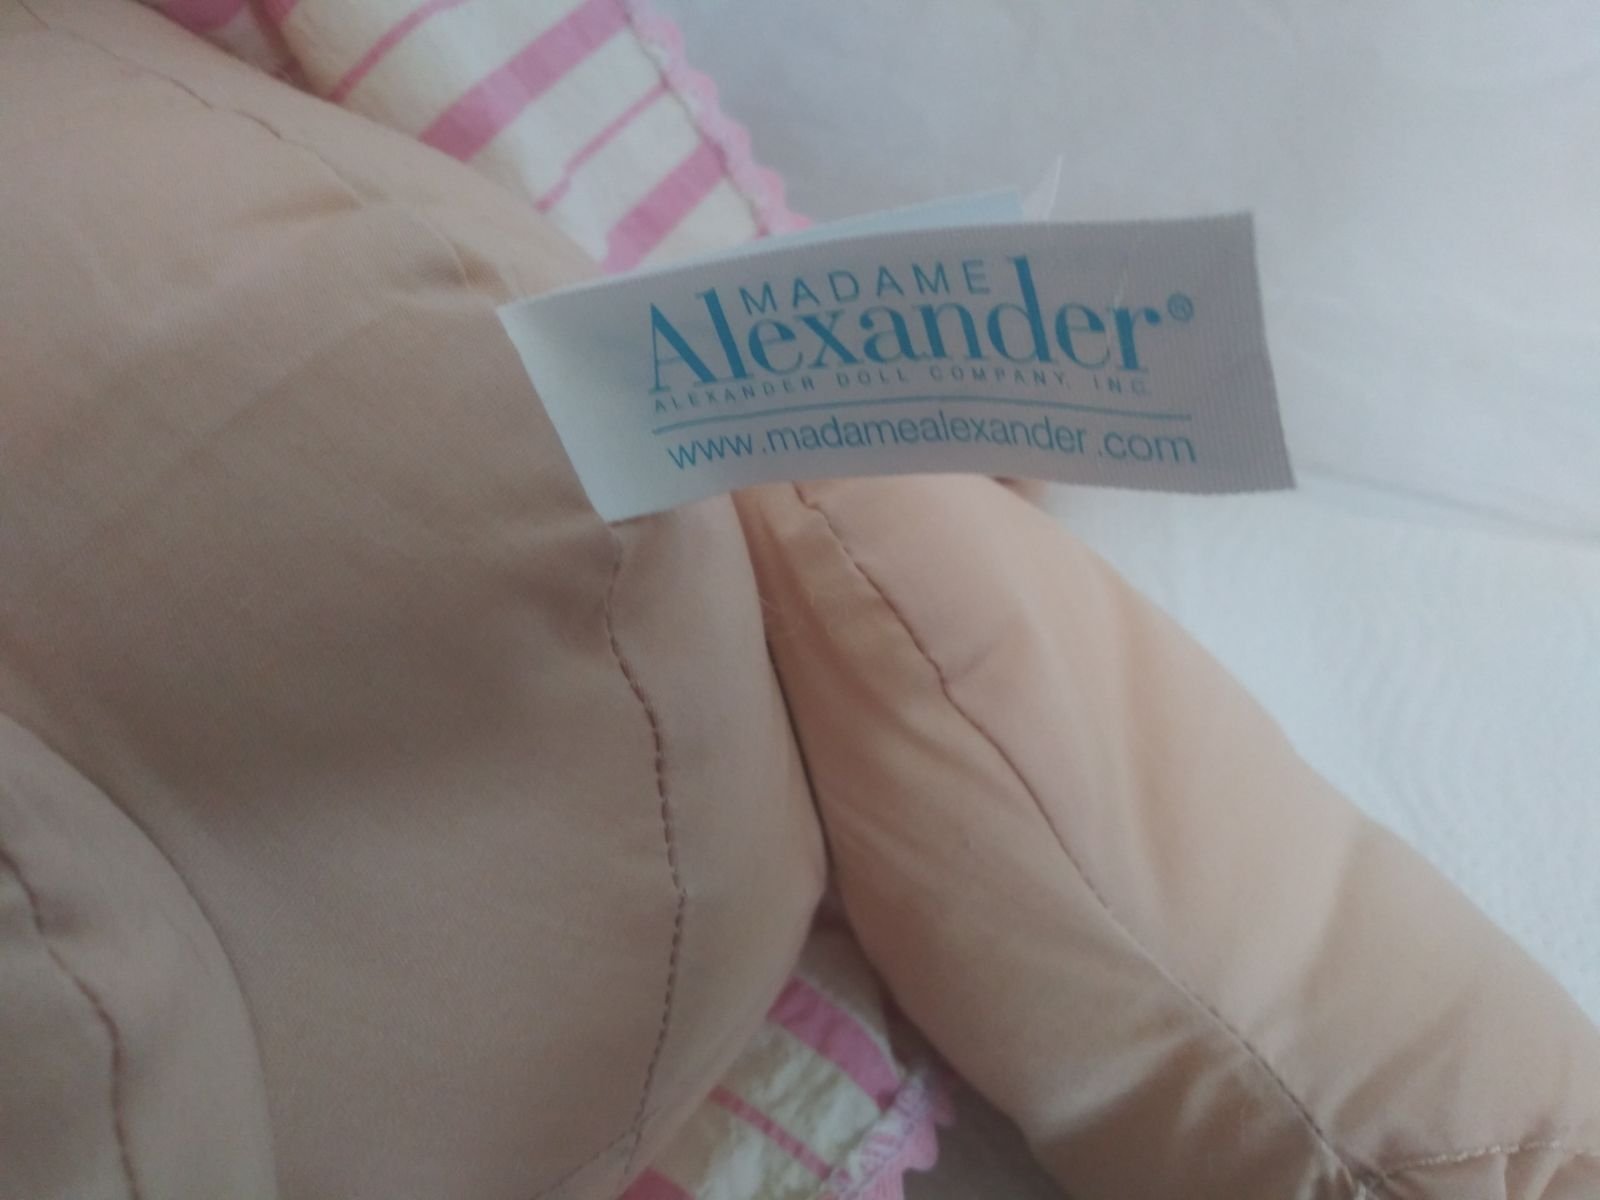 MADAME
Alexander®
ALEXANDER DOLL COMPANY, INC.
www.madamealexander.com